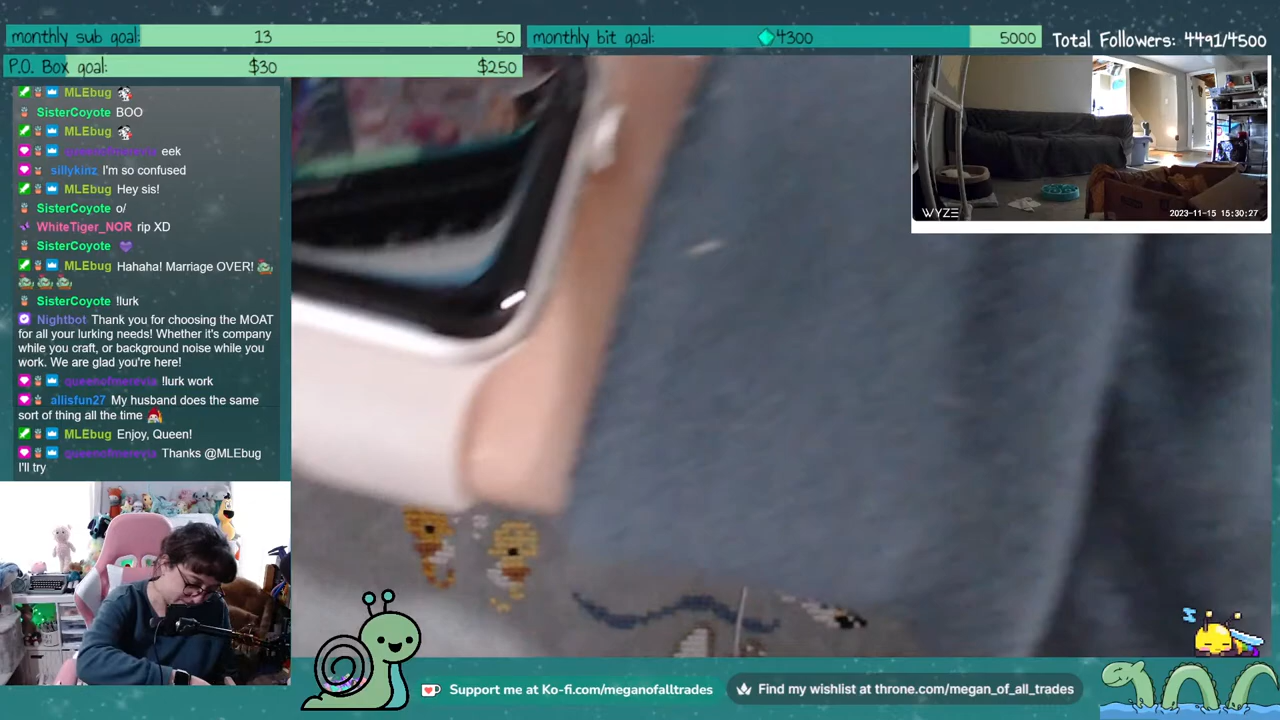 monthly sub goal: 13 50
monthly bit goal: 4300 5000
Total Followers: 4491/4500
P.O. Box goal: $30 $250
MLEbug
SisterCoyote BOO
MLEbug
queenofmerevia eek
sillykinz I'm so confused
MLEbug Hey sis!
SisterCoyote o/
WhiteTiger_NOR rip XD
SisterCoyote
MLEbug Hahaha! Marriage OVER!
SisterCoyote !lurk
Nightbot Thank you for choosing the MOAT
for all your lurking needs! Whether it's company
while you craft, or background noise while you
work. We are glad you're here!
queenofmerevia !lurk work
allisfun27 My husband does the same
sort of thing all the time
MLEbug Enjoy, Queen!
queenofmerevia Thanks @MLEbug
I'll try
WYZE
2023-11-15 15:30:27
Support me at Ko-fi.com/meganofalltrades
Find my wishlist at throne.com/megan_of_all_trades